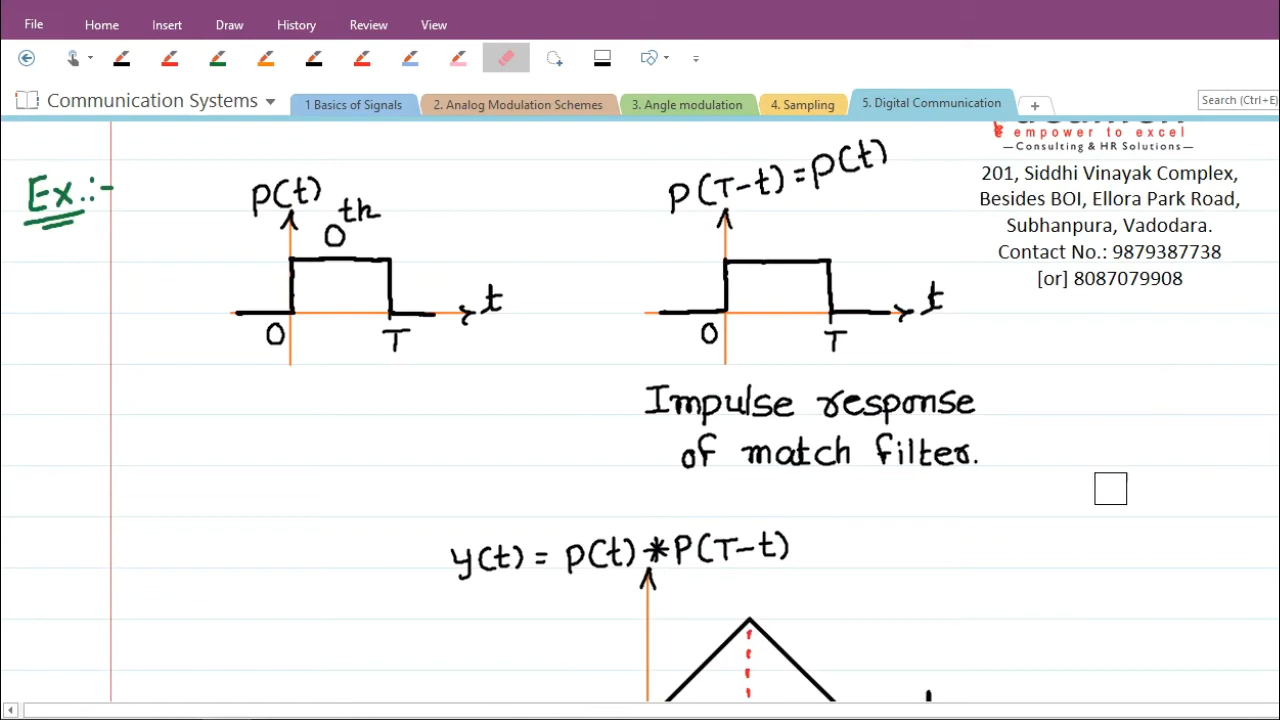 File Home Insert Draw History Review View
Communication Systems 1 Basics of Signals 2. Analog Modulation Schemes 3. Angle modulation 4. Sampling 5. Digital Communication + Search (Ctrl+E)
empower to excel
—Consulting & HR Solutions—
201, Siddhi Vinayak Complex,
Besides BOI, Ellora Park Road,
Subhanpura, Vadodara.
Contact No.: 9879387738
[or] 8087079908
Ex.:-
P(t)
0th
t
0 T
P(T-t)=P(t)
t
0 T
Impulse response
of match filter.
y(t) = P(t)*P(T-t)